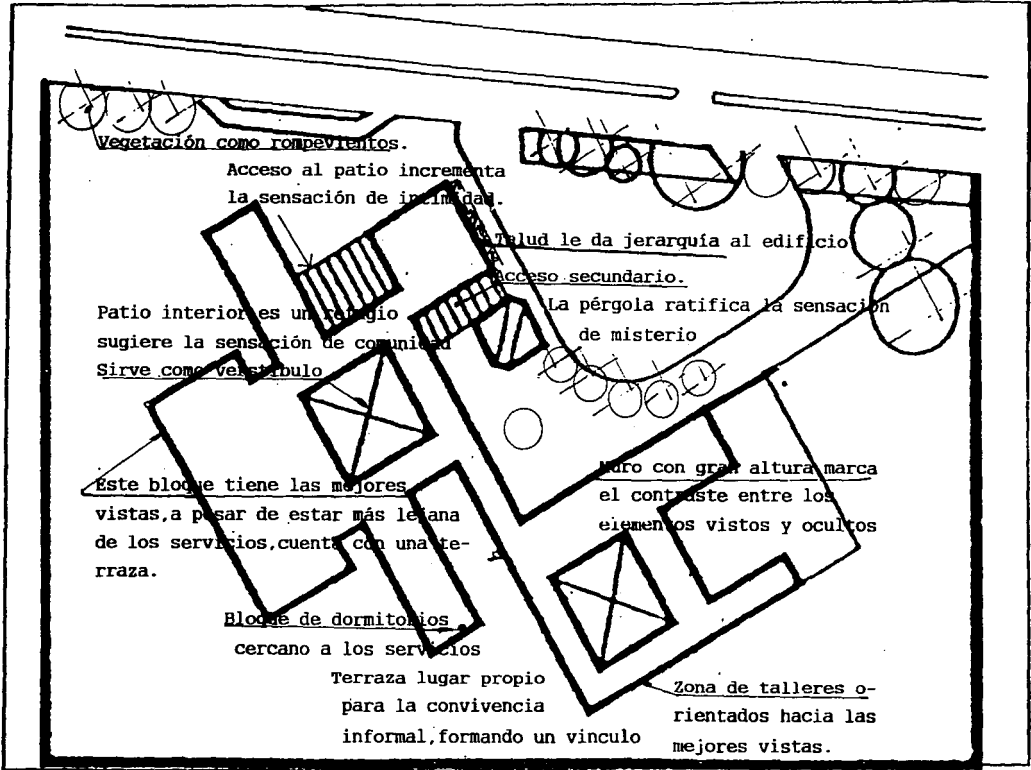 Vegetación como rompevientos.
Acceso al patio incrementa
la sensación de intimidad.
Talud le da jerarquía al edificio
Acceso secundario.
La pérgola ratifica la sensación
de misterio
Patio interior es un refugio
sugiere la sensación de comunidad
Sirve como verstibulo
Este bloque tiene las mejores
vistas,a pesar de estar más lejana
de los servicios,cuenta con una te-
rraza.
Muro con gran altura marca
el contraste entre los
elementos vistos y ocultos
Bloque de dormitorios
cercano a los servicios
Terraza lugar propio
para la convivencia
informal,formando un vinculo
Zona de talleres o-
rientados hacia las
mejores vistas.